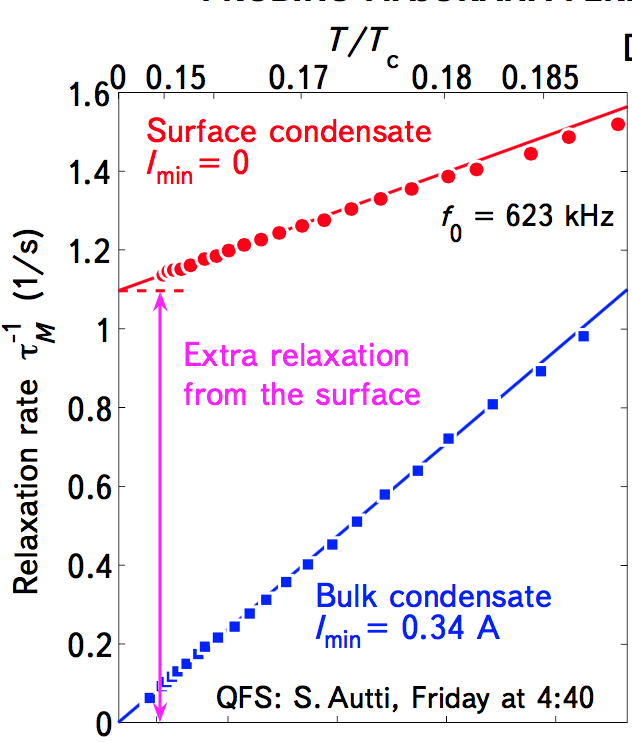 T/Tc
0 0.15 0.17 0.18 0.185
1.6
Surface condensate
Imin = 0
1.4
f0 = 623 kHz
1.2
1
Extra relaxation
from the surface
0.8
0.6
0.4
Bulk condensate
Imin = 0.34 A
0.2
QFS: S. Autti, Friday at 4:40
0
Relaxation rate τM-1 (1/s)